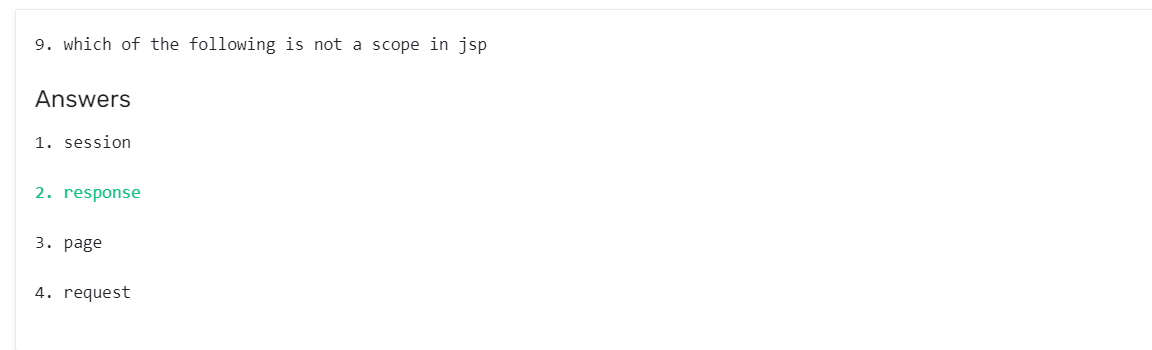 9. which of the following is not a scope in jsp
Answers
1. session
2. response
3. page
4. request